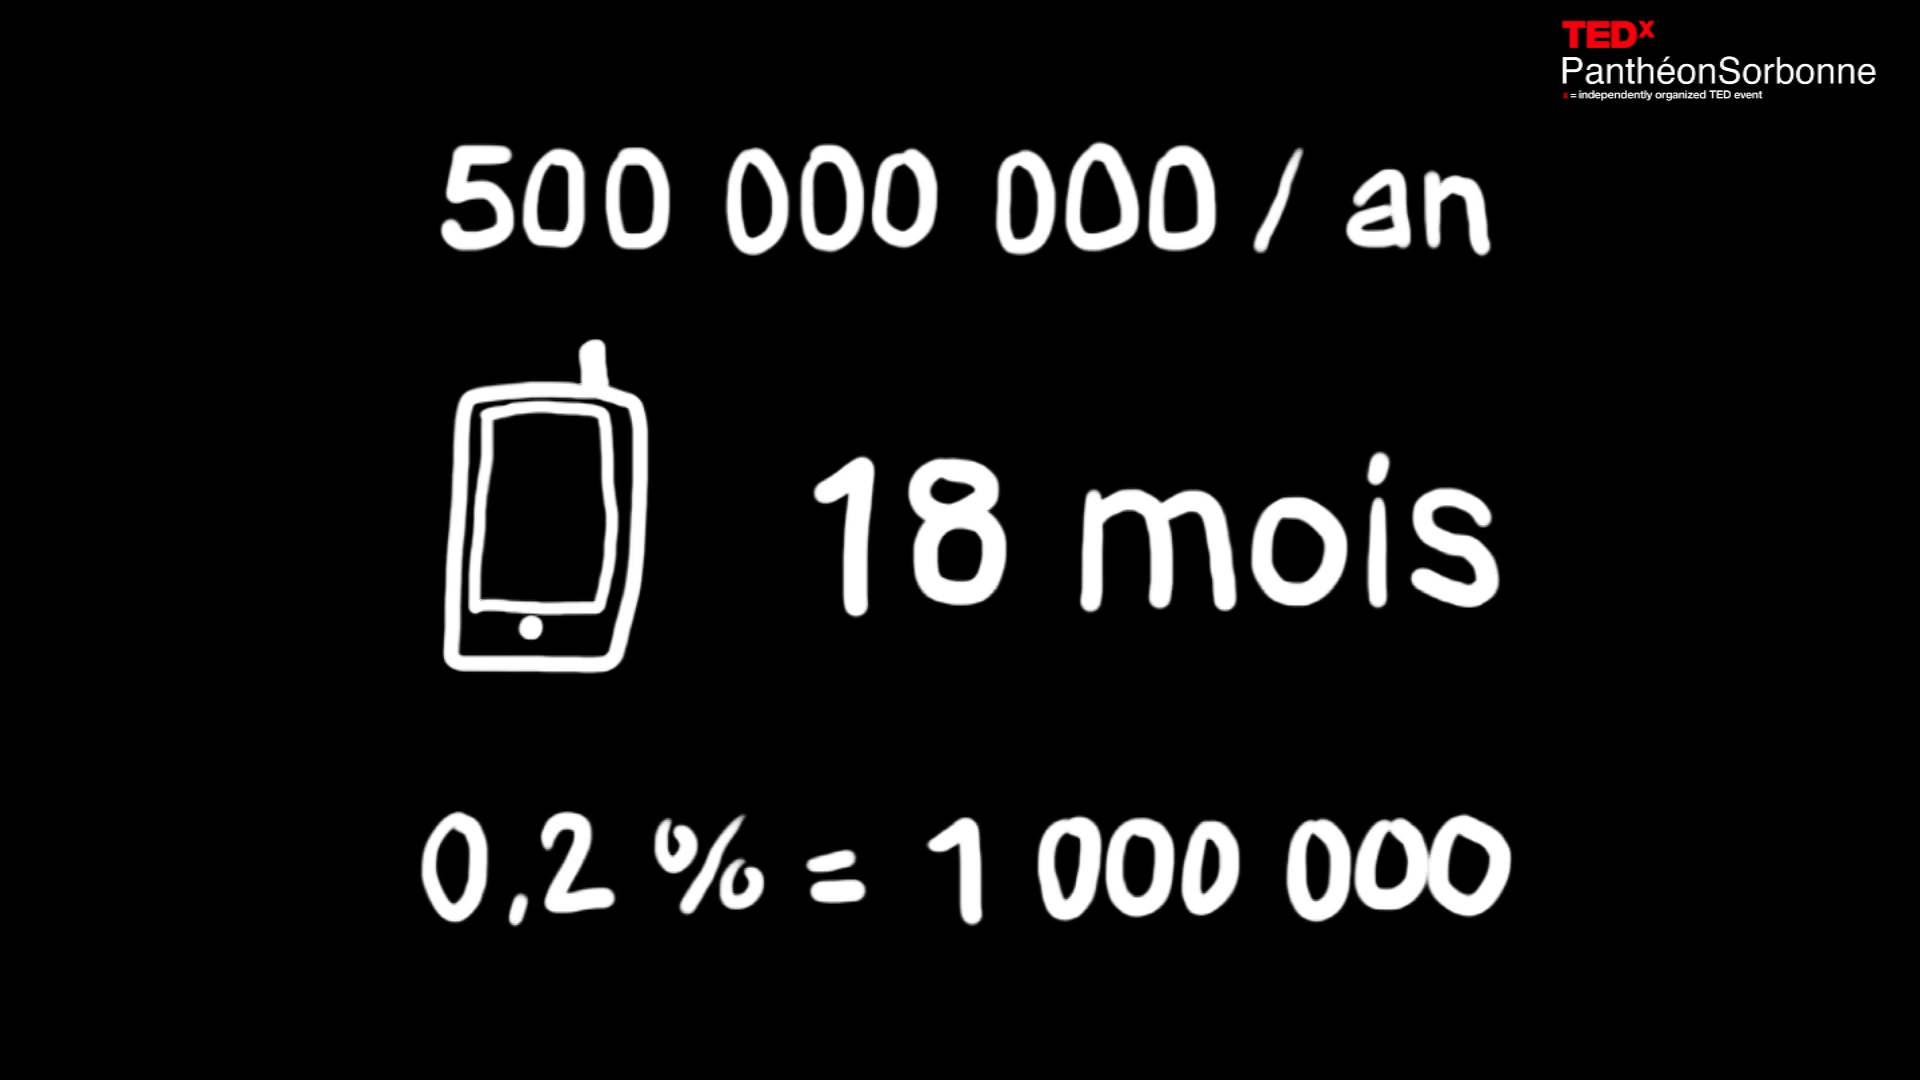 TEDx
PanthéonSorbonne
x = independently organized TED event
500 000 000 / an
18 mois
0,2 % = 1 000 000